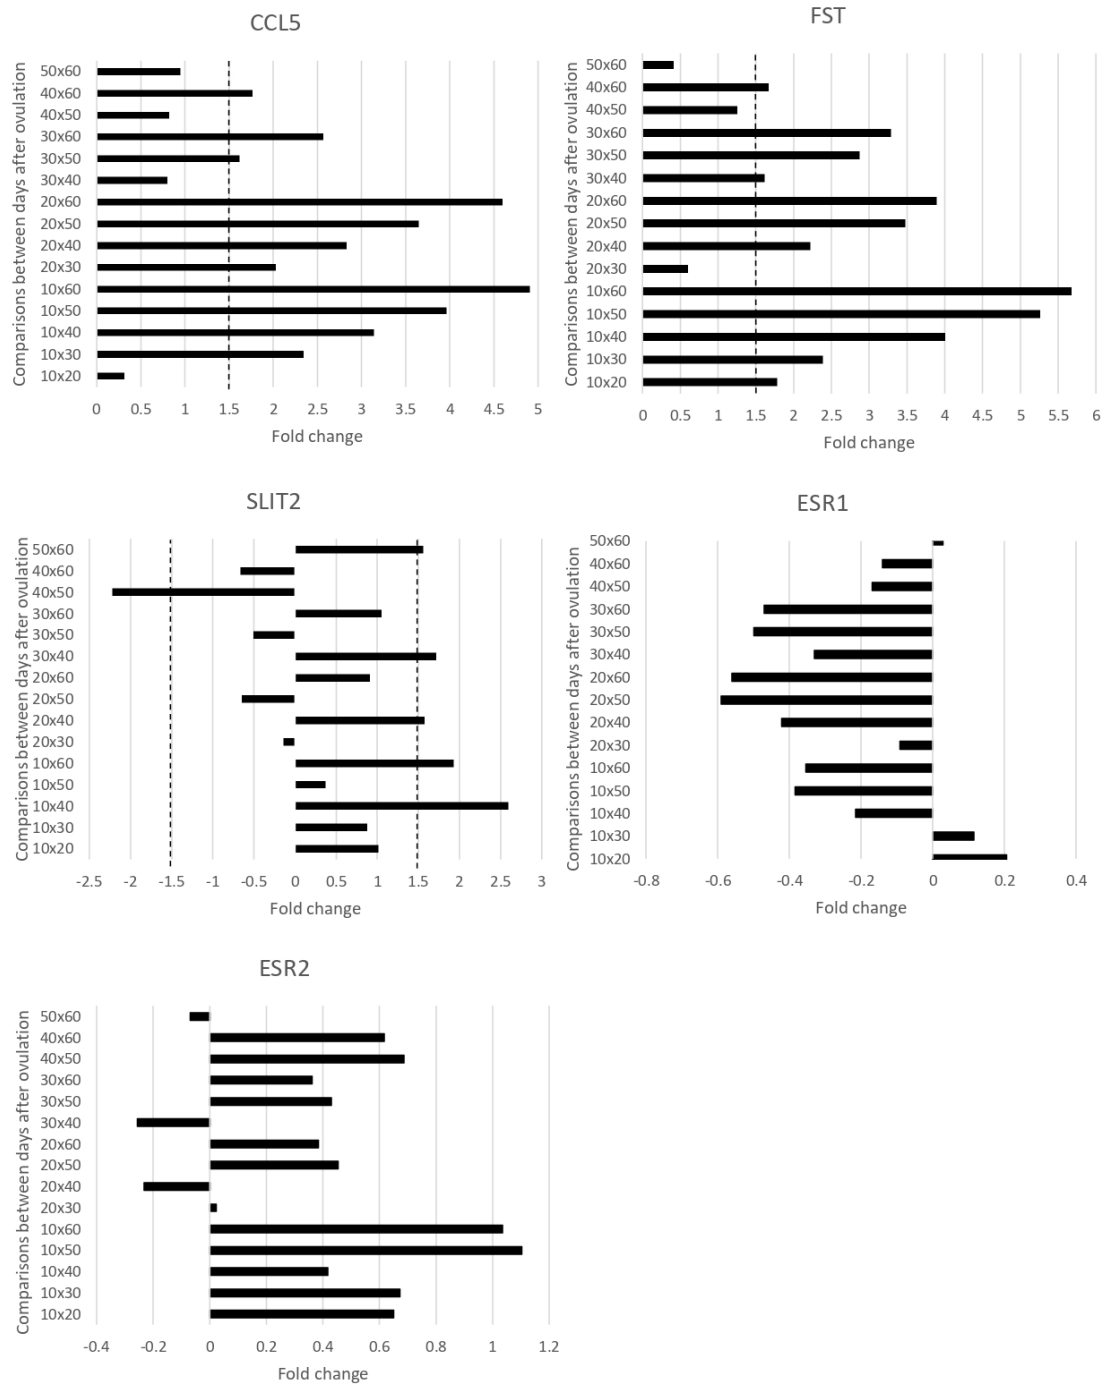 CCL5
Comparisons between days after ovulation
50x60
40x60
40x50
30x60
30x50
30x40
20x60
20x50
20x40
20x30
10x60
10x50
10x40
10x30
10x20
0 0.5 1 1.5 2 2.5 3 3.5 4 4.5 5
Fold change
FST
Comparisons between days after ovulation
50x60
40x60
40x50
30x60
30x50
30x40
20x60
20x50
20x40
20x30
10x60
10x50
10x40
10x30
10x20
0 0.5 1 1.5 2 2.5 3 3.5 4 4.5 5 5.5 6
Fold change
SLIT2
Comparisons between days after ovulation
50x60
40x60
40x50
30x60
30x50
30x40
20x60
20x50
20x40
20x30
10x60
10x50
10x40
10x30
10x20
-2.5 -2 -1.5 -1 -0.5 0 0.5 1 1.5 2 2.5 3
Fold change
ESR1
Comparisons between days after ovulation
50x60
40x60
40x50
30x60
30x50
30x40
20x60
20x50
20x40
20x30
10x60
10x50
10x40
10x30
10x20
-0.8 -0.6 -0.4 -0.2 0 0.2 0.4
Fold change
ESR2
Comparisons between days after ovulation
50x60
40x60
40x50
30x60
30x50
30x40
20x60
20x50
20x40
20x30
10x60
10x50
10x40
10x30
10x20
-0.4 -0.2 0 0.2 0.4 0.6 0.8 1 1.2
Fold change